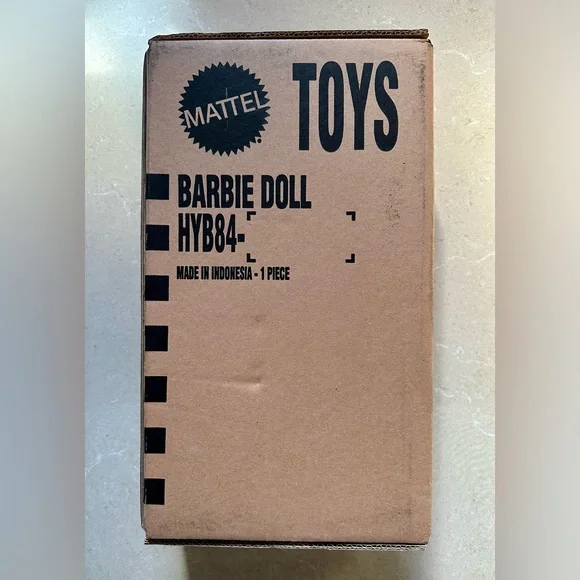 MATTEL
TOYS
BARBIE DOLL
HYB84-
MADE IN INDONESIA - 1 PIECE